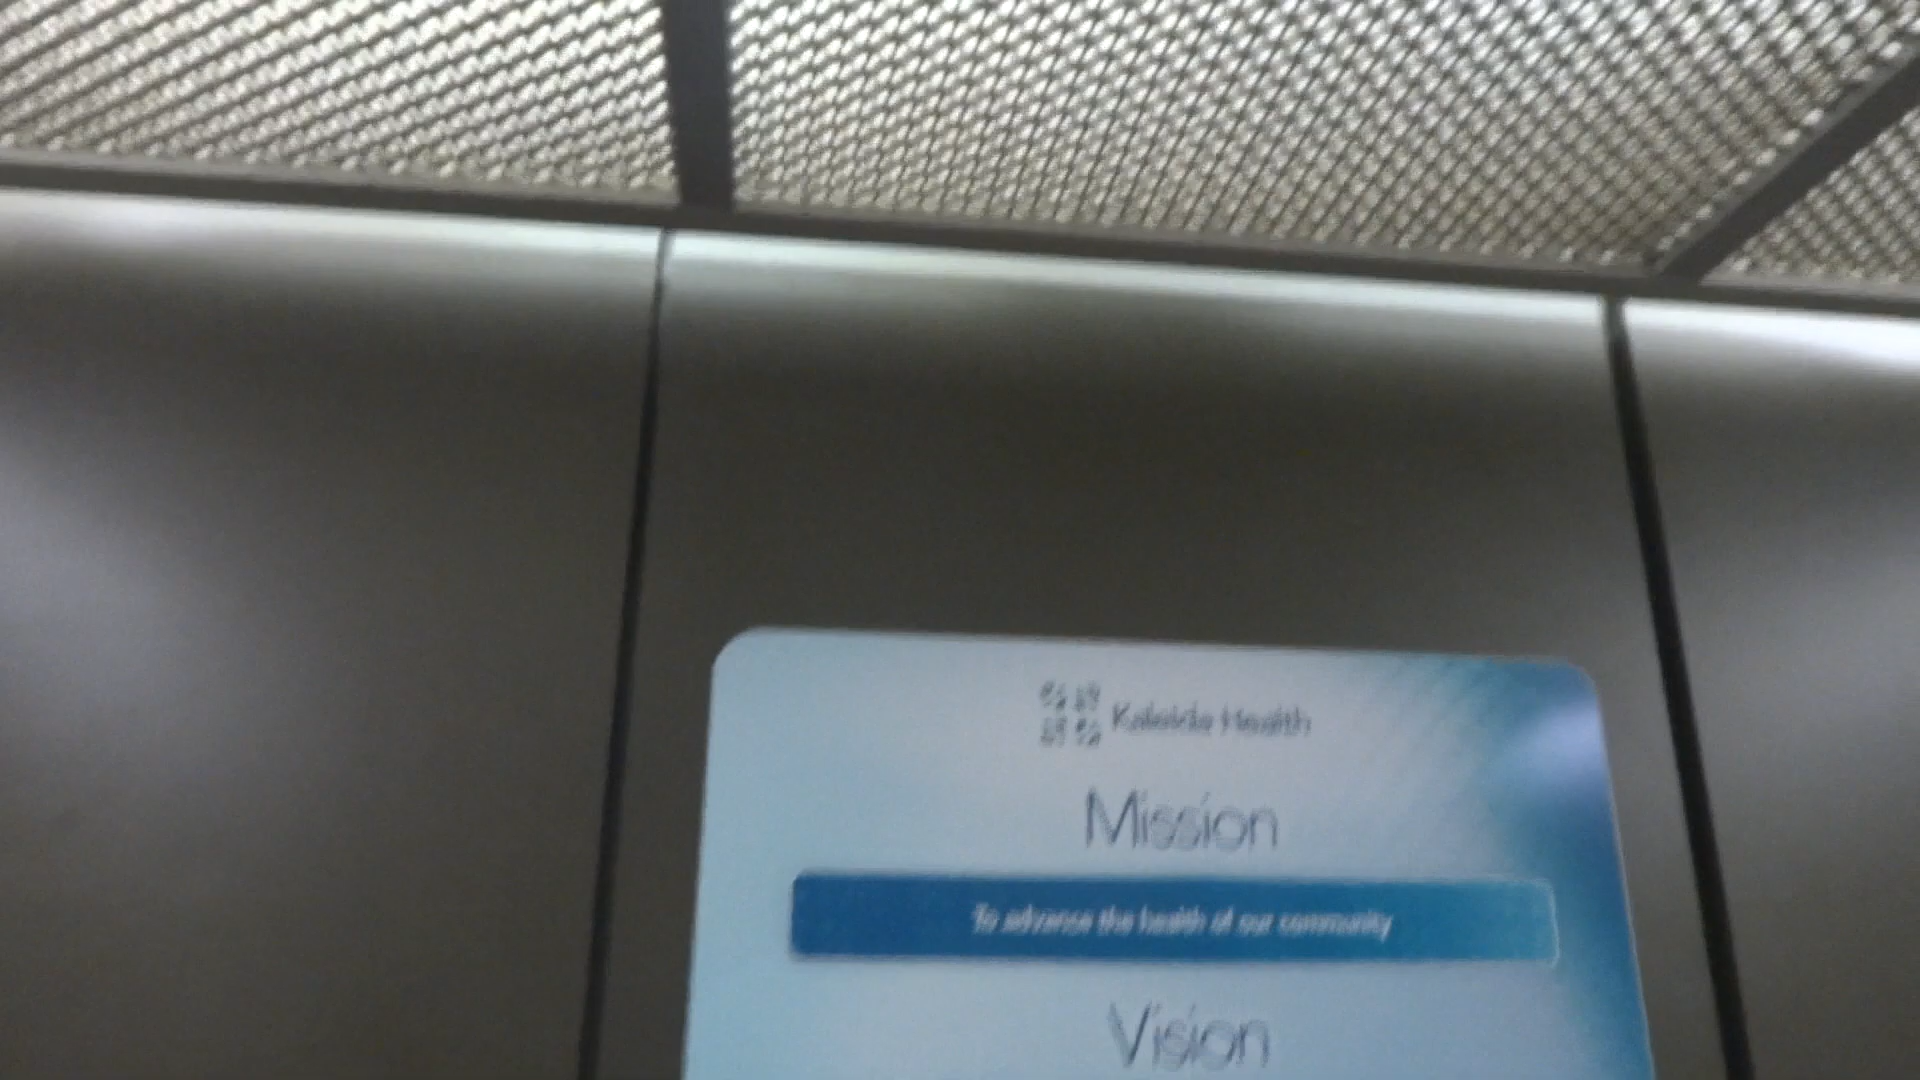 Kaleida Health
Mission
To advance the health of our community
Vision